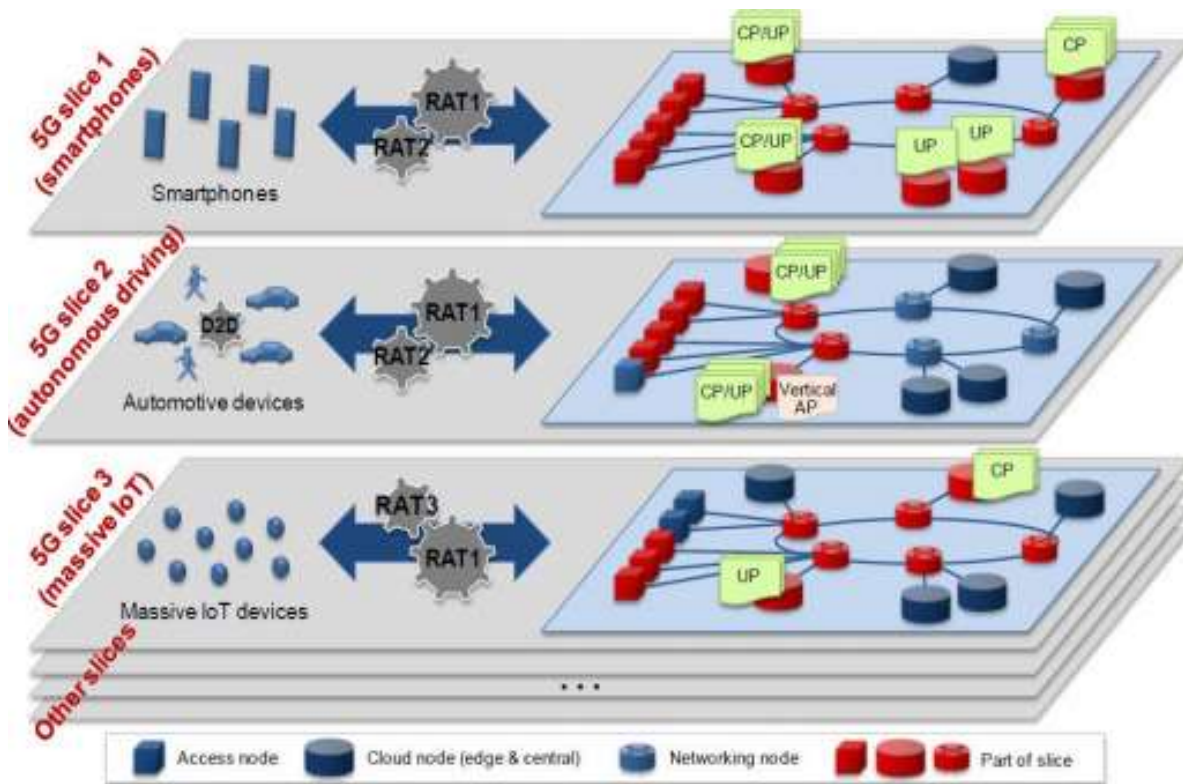 5G slice 1
(smartphones)
Smartphones
RAT1
RAT2
CP/UP
CP/UP
UP
UP
CP
5G slice 2
(autonomous driving)
D2D
Automotive devices
RAT1
RAT2
CP/UP
CP/UP
Vertical
AP
5G slice 3
(massive IoT)
Massive IoT devices
RAT3
RAT1
UP
CP
Other slices
...
Access node
Cloud node (edge & central)
Networking node
Part of slice